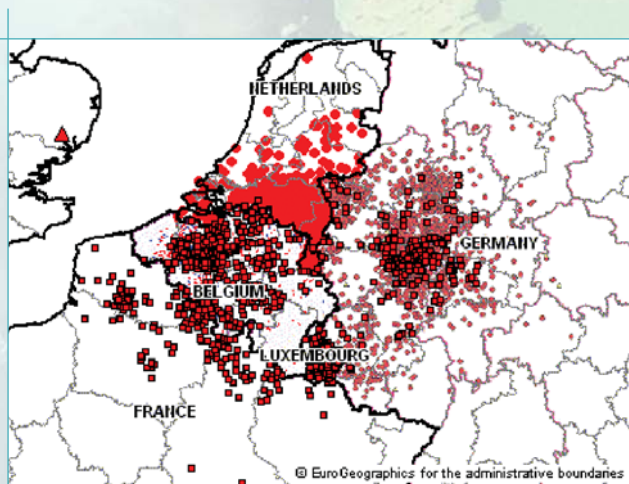 NETHERLANDS
GERMANY
BELGIUM
LUXEMBOURG
FRANCE
© EuroGeographics for the administrative boundaries